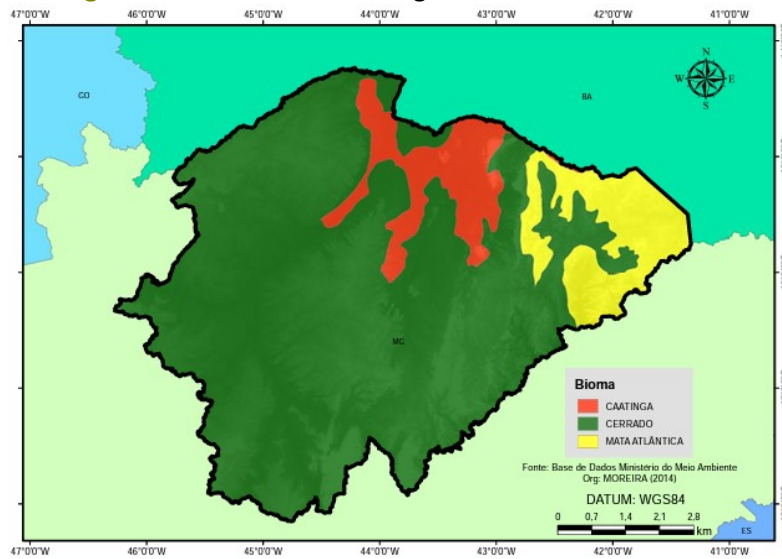 47°0'0"W 46°0'0"W 45°0'0"W 44°0'0"W 43°0'0"W 42°0'0"W 41°0'0"W
N
W E
S
GO
BA
MG
Bioma
CAATINGA
CERRADO
MATA ATLÂNTICA
Fonte: Base de Dados Ministério do Meio Ambiente
Org: MOREIRA (2014)
DATUM: WGS84
0 0,7 1,4 2,1 2,8
km
ES
47°0'0"W 46°0'0"W 45°0'0"W 44°0'0"W 43°0'0"W 42°0'0"W 41°0'0"W